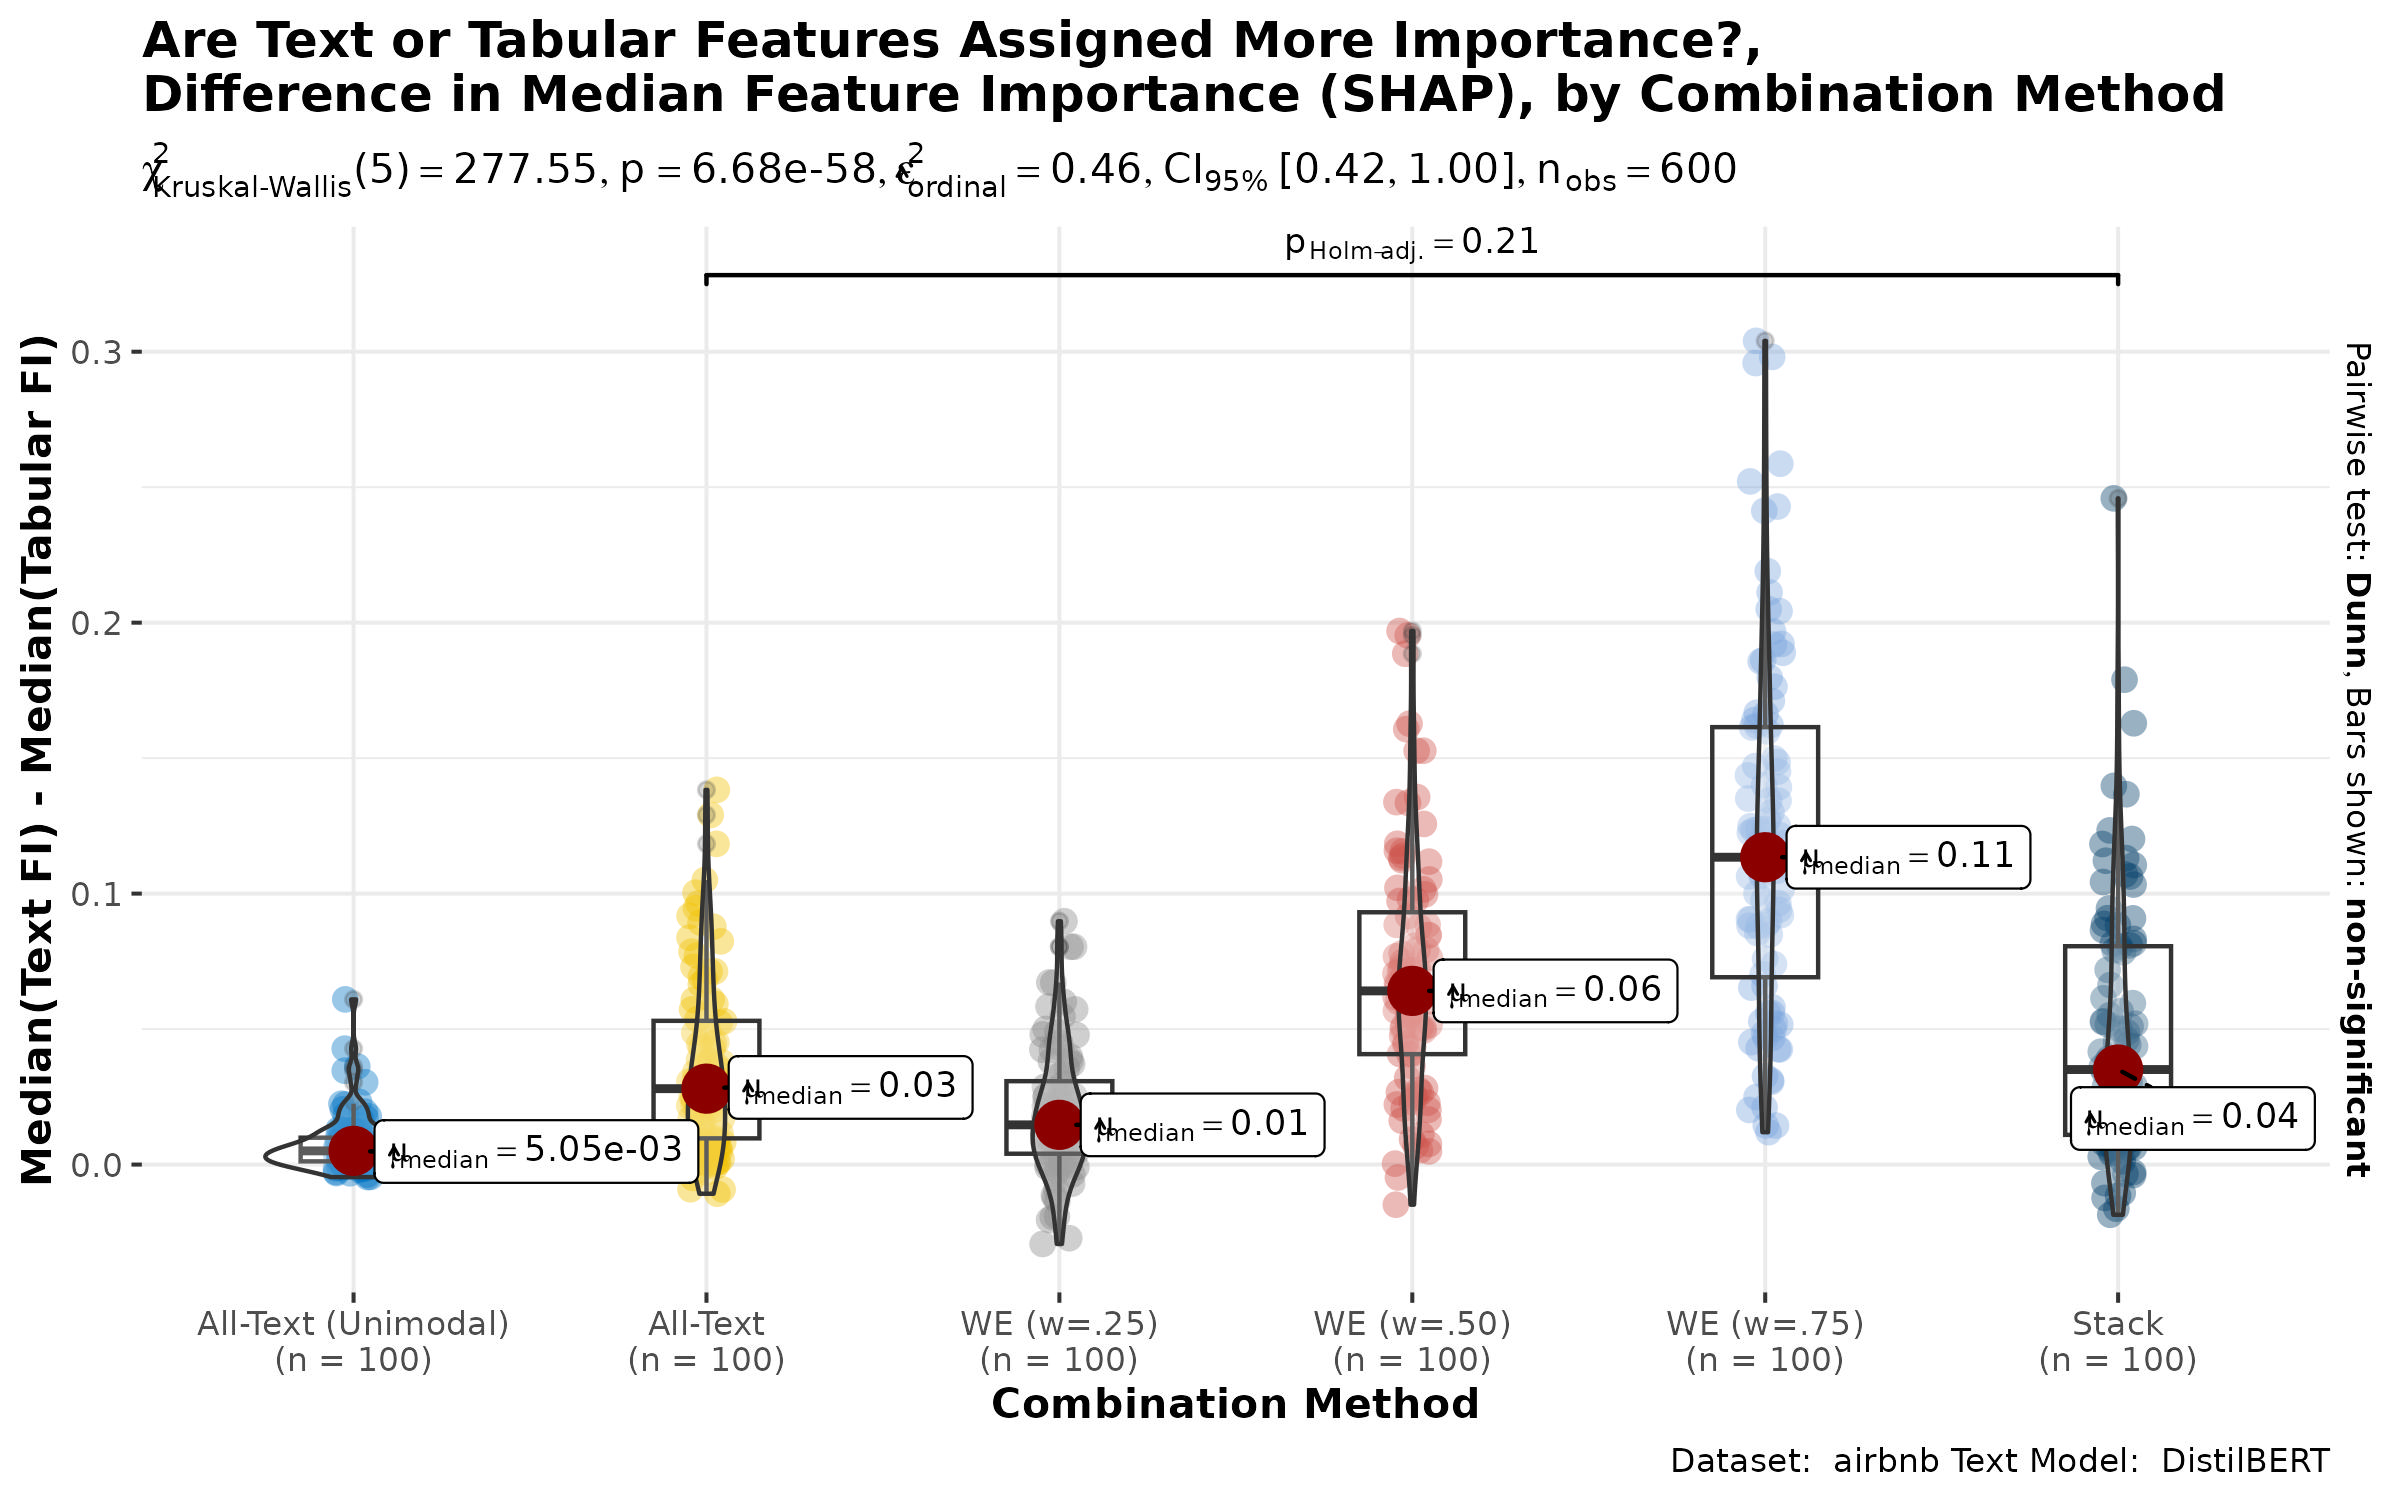 Are Text or Tabular Features Assigned More Importance?,
Difference in Median Feature Importance (SHAP), by Combination Method
χ²Kruskal-Wallis(5) = 277.55, p = 6.68e-58, ε̂²ordinal = 0.46, CI95% [0.42, 1.00], nobs = 600
pHolm-adj. = 0.21
Median(Text FI) - Median(Tabular FI)
0.3
0.2
0.1
0.0
μ̂median = 5.05e-03
μ̂median = 0.03
μ̂median = 0.01
μ̂median = 0.06
μ̂median = 0.11
μ̂median = 0.04
Pairwise test: Dunn, Bars shown: non-significant
All-Text (Unimodal)
(n = 100)
All-Text
(n = 100)
WE (w=.25)
(n = 100)
WE (w=.50)
(n = 100)
WE (w=.75)
(n = 100)
Stack
(n = 100)
Combination Method
Dataset:  airbnb Text Model:  DistilBERT